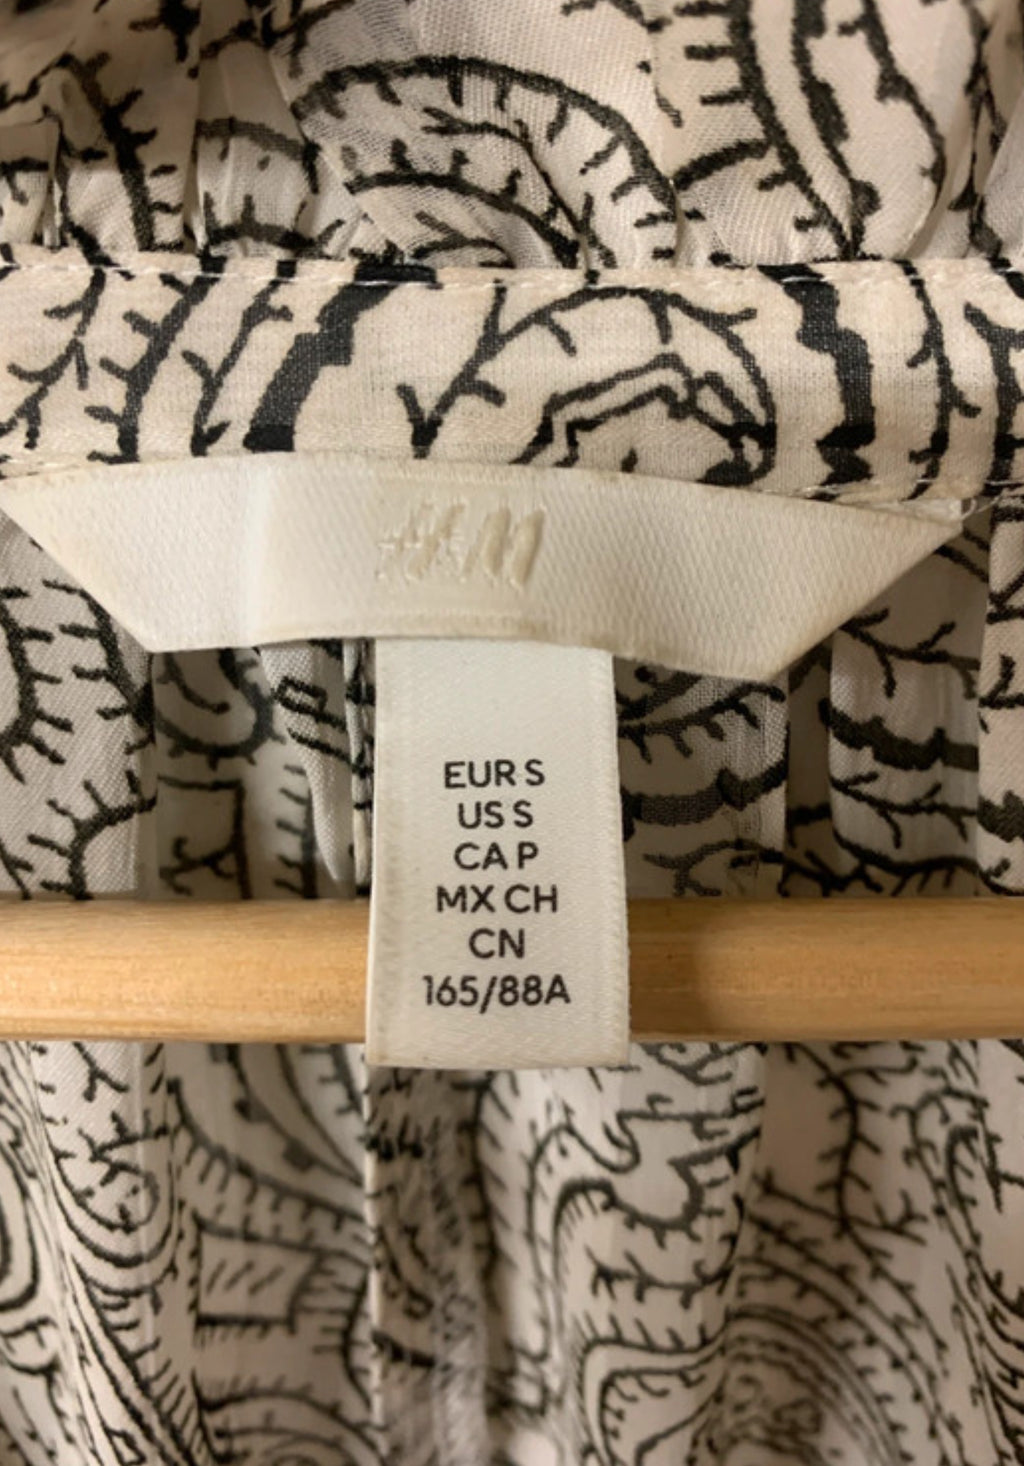 H&M
EUR S
US S
CA P
MX CH
CN
165/88A